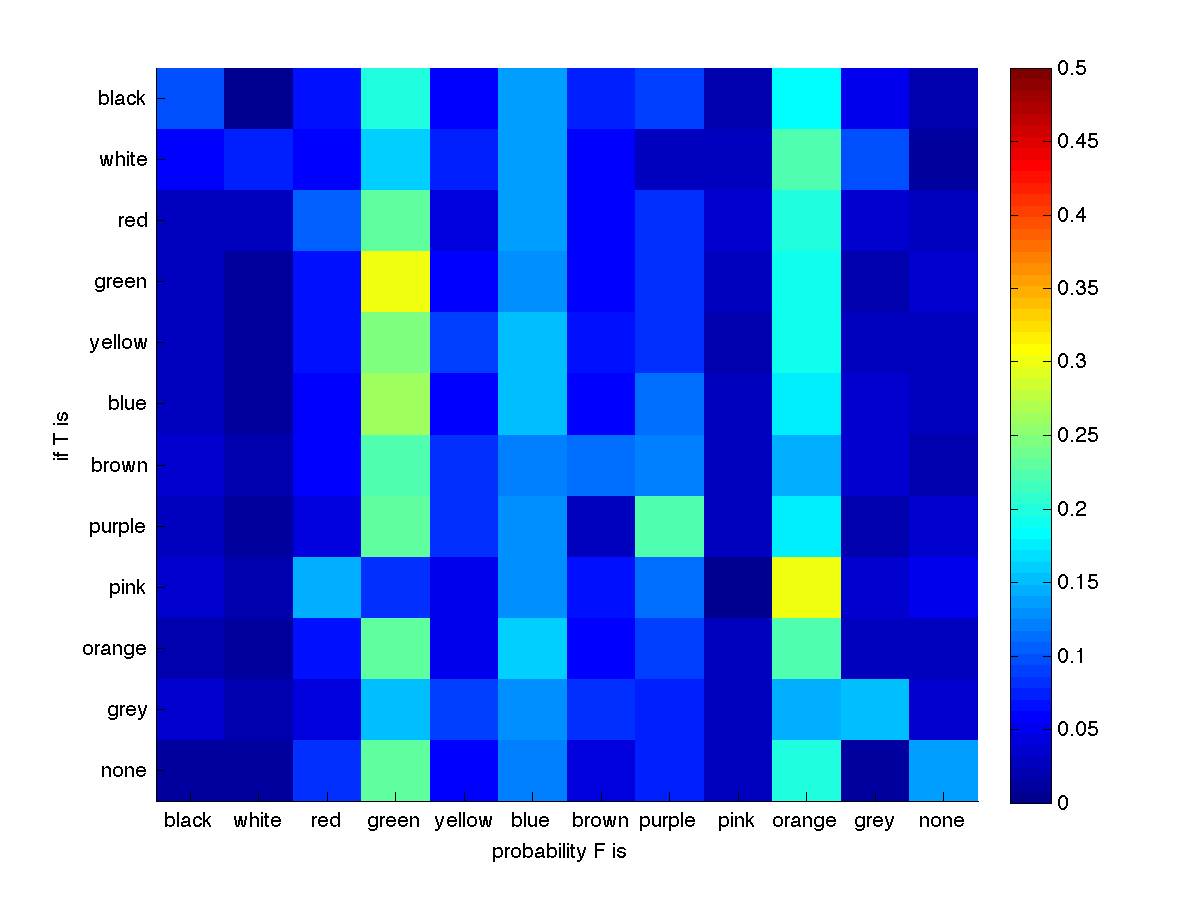 if T is
black
white
red
green
yellow
blue
brown
purple
pink
orange
grey
none
black white red green yellow blue brown purple pink orange grey none
probability F is
0.5
0.45
0.4
0.35
0.3
0.25
0.2
0.15
0.1
0.05
0